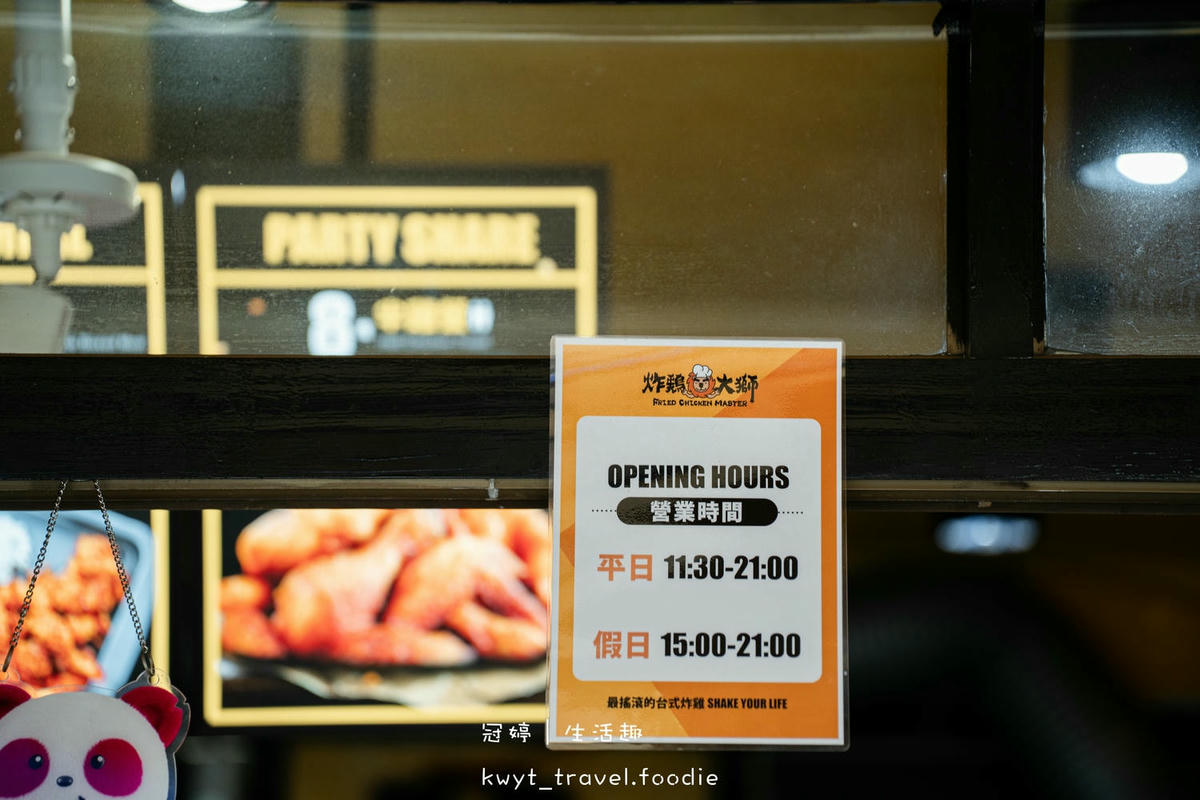 PARTY SHARE
8
炸鷄大獅
FRIED CHICKEN MASTER
OPENING HOURS
營業時間
平日 11:30-21:00
假日 15:00-21:00
最搖滾的台式炸雞 SHAKE YOUR LIFE
冠婷 | 生活趣
kwyt_travel.foodie